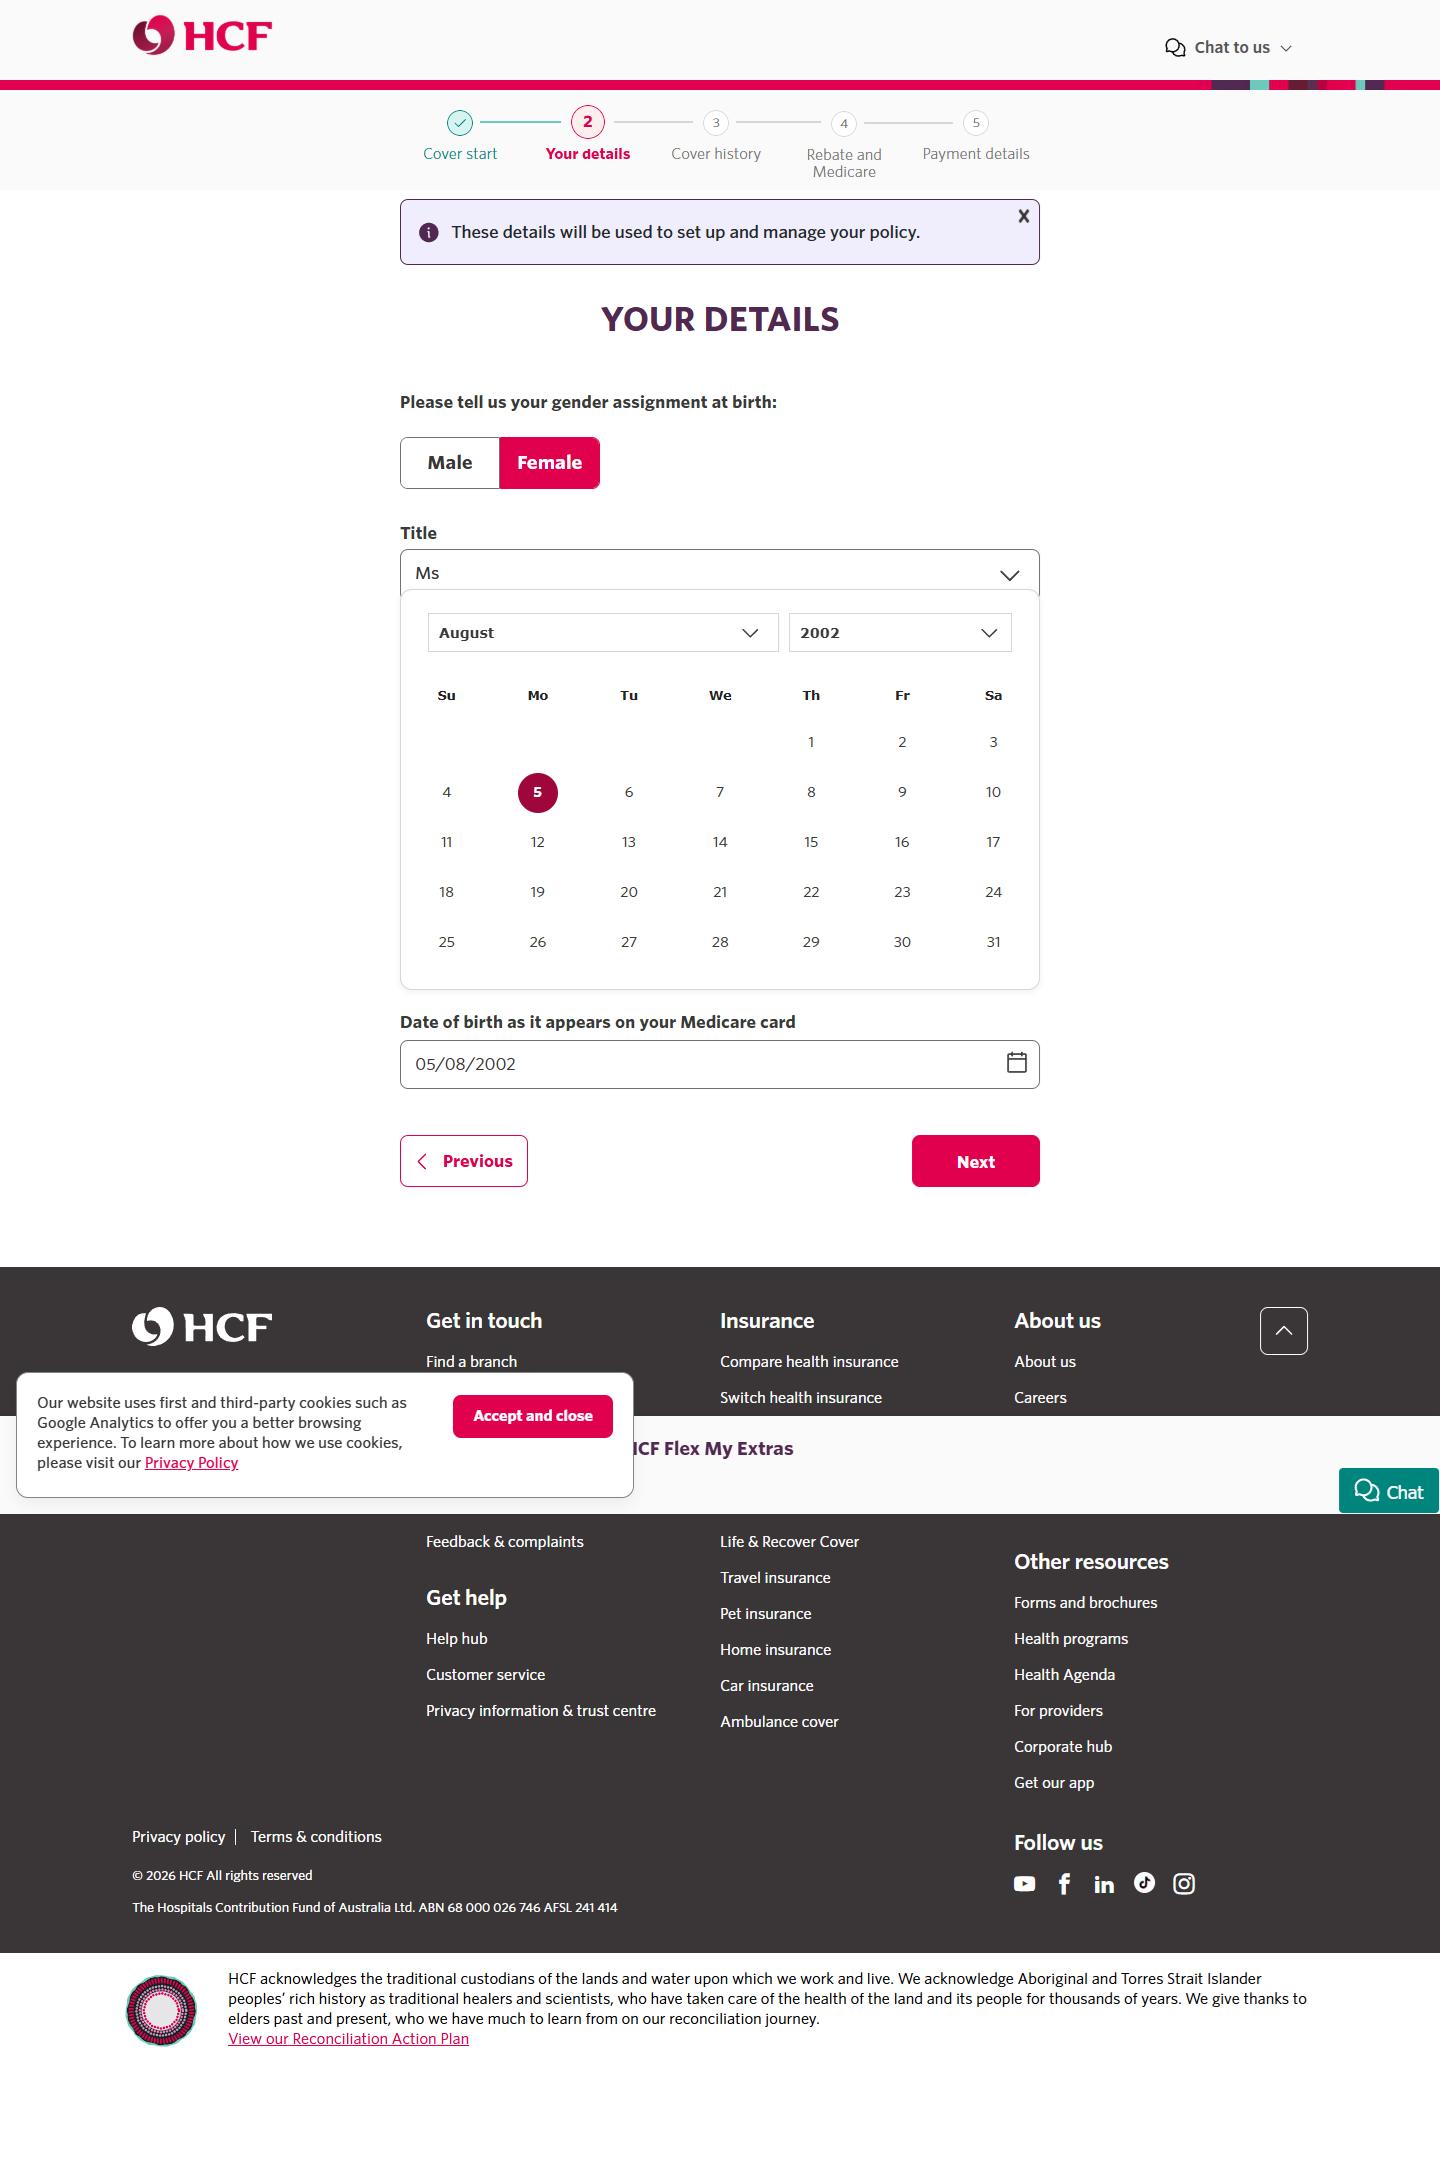 HCF
Chat to us
2
3
4
5
Cover start
Your details
Cover history
Rebate and
Medicare
Payment details
These details will be used to set up and manage your policy.
YOUR DETAILS
Please tell us your gender assignment at birth:
Male
Female
Title
Ms
August
2002
Su Mo Tu We Th Fr Sa
1 2 3
4 5 6 7 8 9 10
11 12 13 14 15 16 17
18 19 20 21 22 23 24
25 26 27 28 29 30 31
Date of birth as it appears on your Medicare card
05/08/2002
Previous
Next
HCF
Get in touch
Find a branch
Insurance
Compare health insurance
Switch health insurance
About us
About us
Careers
Our website uses first and third-party cookies such as
Google Analytics to offer you a better browsing
experience. To learn more about how we use cookies,
please visit our Privacy Policy
Accept and close
Flex My Extras
Chat
Feedback & complaints
Get help
Help hub
Customer service
Privacy information & trust centre
Life & Recover Cover
Travel insurance
Pet insurance
Home insurance
Car insurance
Ambulance cover
Other resources
Forms and brochures
Health programs
Health Agenda
For providers
Corporate hub
Get our app
Follow us
Privacy policy | Terms & conditions
© 2026 HCF All rights reserved
The Hospitals Contribution Fund of Australia Ltd. ABN 68 000 026 746 AFSL 241 414
HCF acknowledges the traditional custodians of the lands and water upon which we work and live. We acknowledge Aboriginal and Torres Strait Islander
peoples’ rich history as traditional healers and scientists, who have taken care of the health of the land and its people for thousands of years. We give thanks to
elders past and present, who we have much to learn from on our reconciliation journey.
View our Reconciliation Action Plan